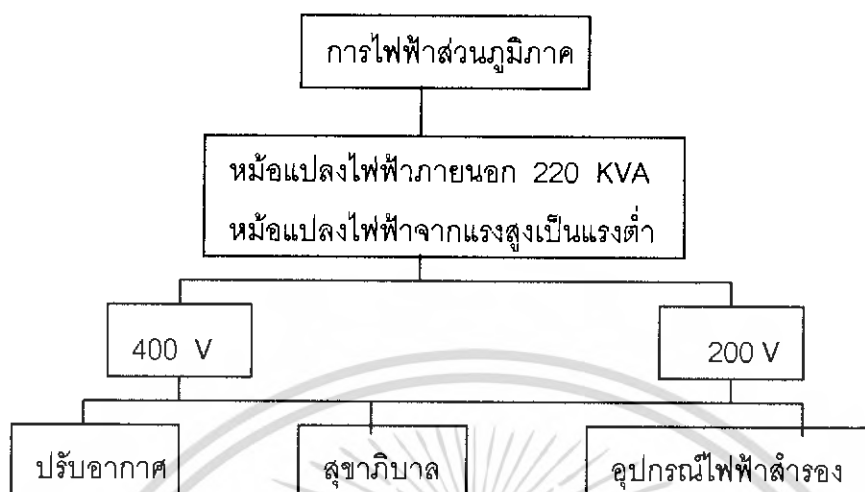 การไฟฟ้าส่วนภูมิภาค
หม้อแปลงไฟฟ้าภายนอก 220 KVA
หม้อแปลงไฟฟ้าจากแรงสูงเป็นแรงต่ำ
400 V
200 V
ปรับอากาศ
สุขาภิบาล
อุปกรณ์ไฟฟ้าสำรอง